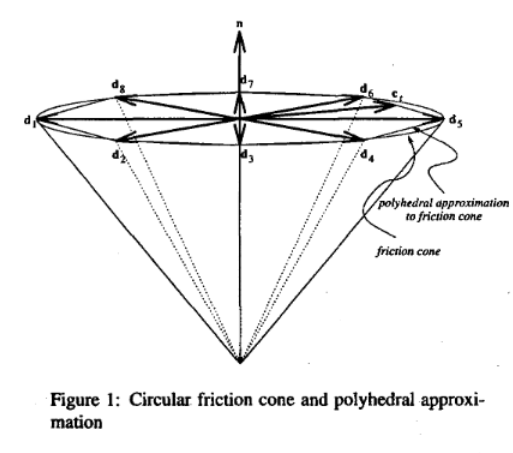 n
d8 d7 d6 ct
d1 d5
d2 d3 d4
polyhedral approximation
to friction cone
friction cone
Figure 1: Circular friction cone and polyhedral approxi-
mation